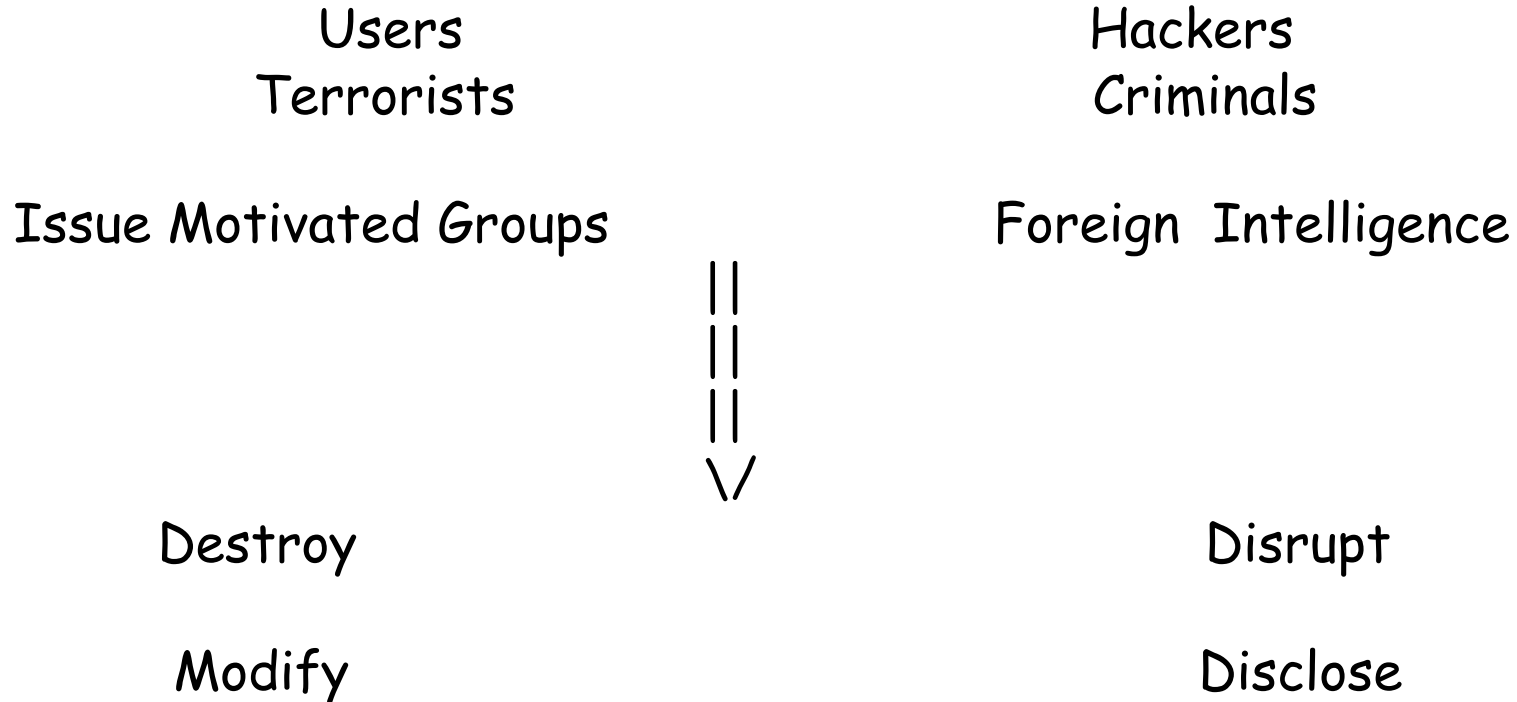 Users Hackers
Terrorists Criminals
Issue Motivated Groups Foreign Intelligence
||
||
||
\/
Destroy Disrupt
Modify Disclose